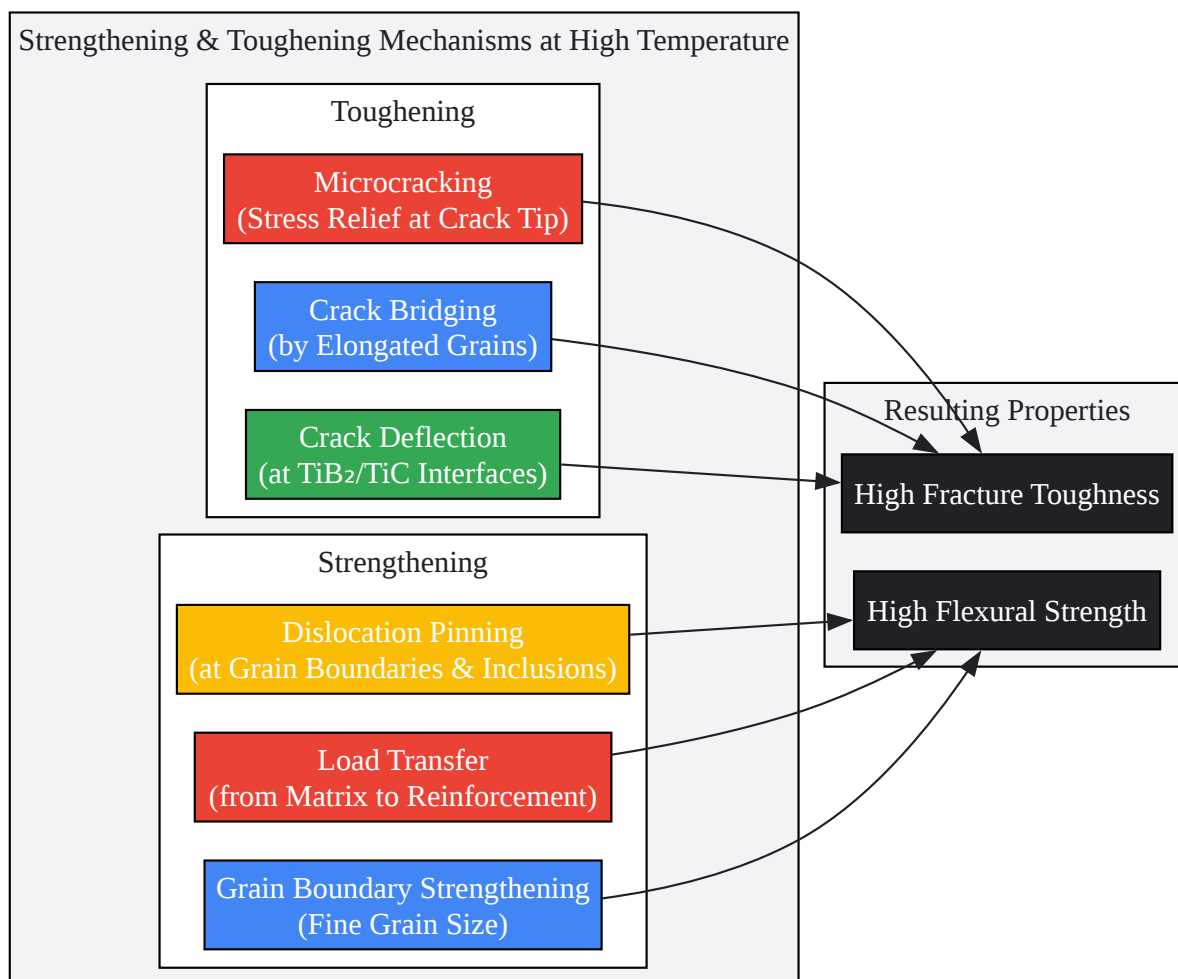 Strengthening & Toughening Mechanisms at High Temperature
Toughening
Microcracking
(Stress Relief at Crack Tip)
Crack Bridging
(by Elongated Grains)
Crack Deflection
(at TiB₂/TiC Interfaces)
Strengthening
Dislocation Pinning
(at Grain Boundaries & Inclusions)
Load Transfer
(from Matrix to Reinforcement)
Grain Boundary Strengthening
(Fine Grain Size)
Resulting Properties
High Fracture Toughness
High Flexural Strength